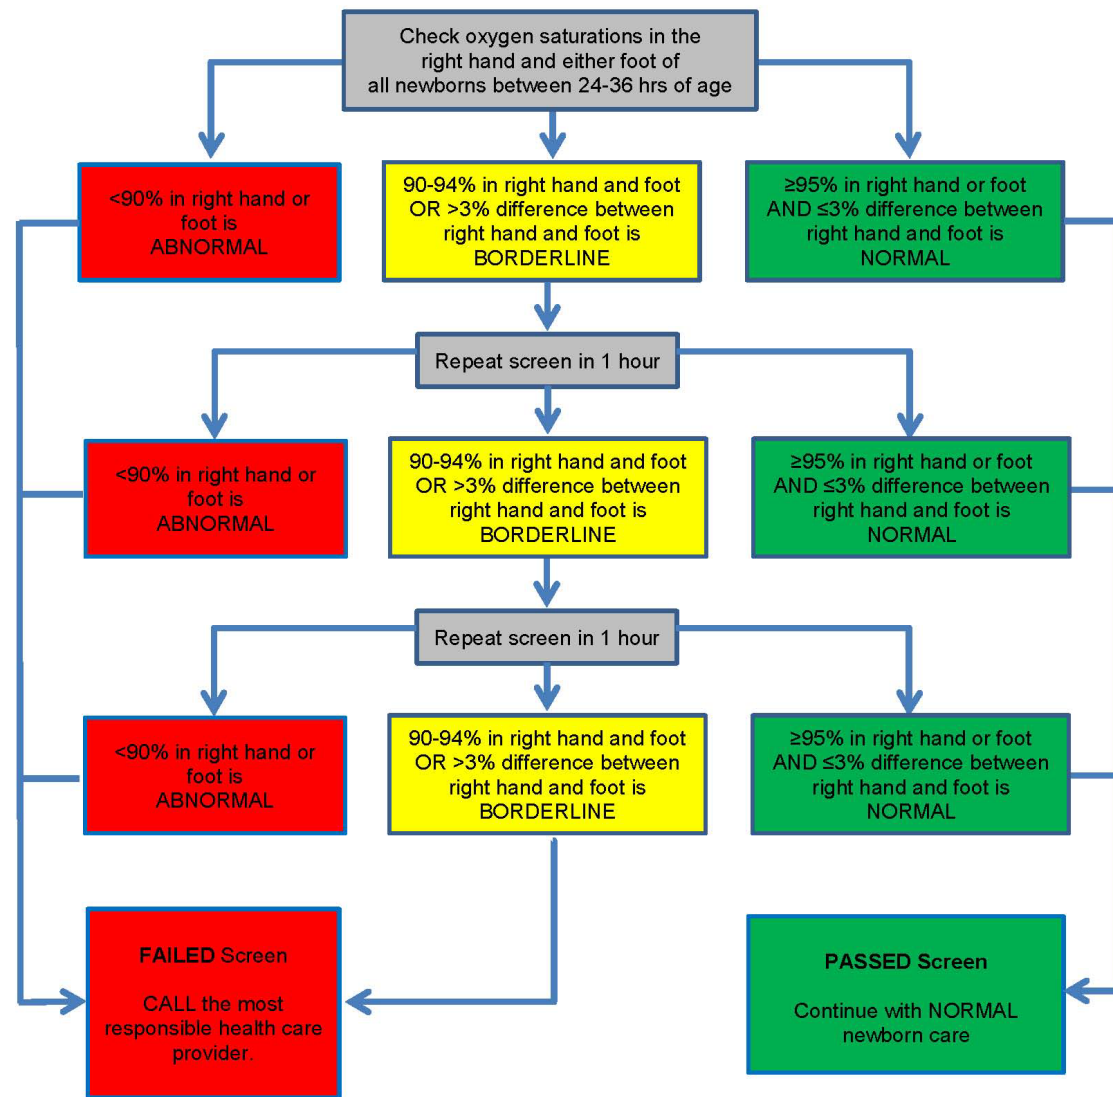 Check oxygen saturations in the
right hand and either foot of
all newborns between 24-36 hrs of age
<90% in right hand or
foot is
ABNORMAL
90-94% in right hand and foot
OR >3% difference between
right hand and foot is
BORDERLINE
≥95% in right hand or foot
AND ≤3% difference between
right hand and foot is
NORMAL
Repeat screen in 1 hour
<90% in right hand or
foot is
ABNORMAL
90-94% in right hand and foot
OR >3% difference between
right hand and foot is
BORDERLINE
≥95% in right hand or foot
AND ≤3% difference between
right hand and foot is
NORMAL
Repeat screen in 1 hour
<90% in right hand or
foot is
ABNORMAL
90-94% in right hand and foot
OR >3% difference between
right hand and foot is
BORDERLINE
≥95% in right hand or foot
AND ≤3% difference between
right hand and foot is
NORMAL
FAILED Screen
CALL the most
responsible health care
provider.
PASSED Screen
Continue with NORMAL
newborn care